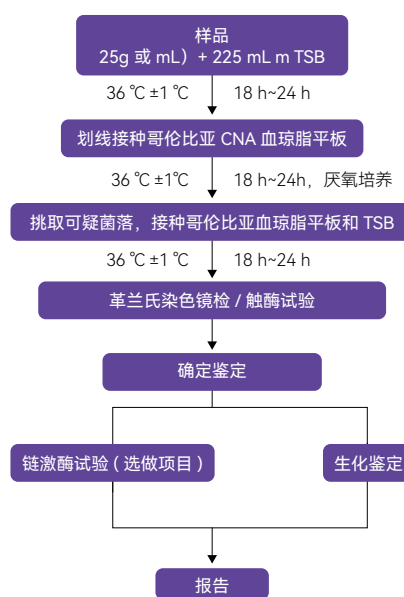 样品
25g 或 mL）+ 225 mL m TSB
36 ℃ ±1 ℃ 18 h~24 h
划线接种哥伦比亚 CNA 血琼脂平板
36 ℃ ±1℃ 18 h~24h，厌氧培养
挑取可疑菌落，接种哥伦比亚血琼脂平板和 TSB
36 ℃ ±1℃ 18 h~24 h
革兰氏染色镜检 / 触酶试验
确定鉴定
链激酶试验 ( 选做项目 )
生化鉴定
报告